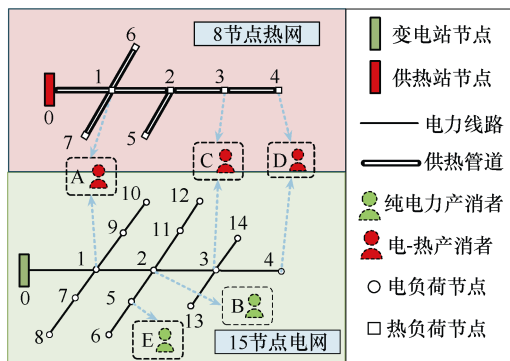 8节点热网
6
1
2
3
4
0
7
5
A
C
D
10
12
9
11
14
1
2
3
4
0
7
5
B
13
8
6
E
15节点电网
变电站节点
供热站节点
电力线路
供热管道
纯电力产消者
电-热产消者
电负荷节点
热负荷节点